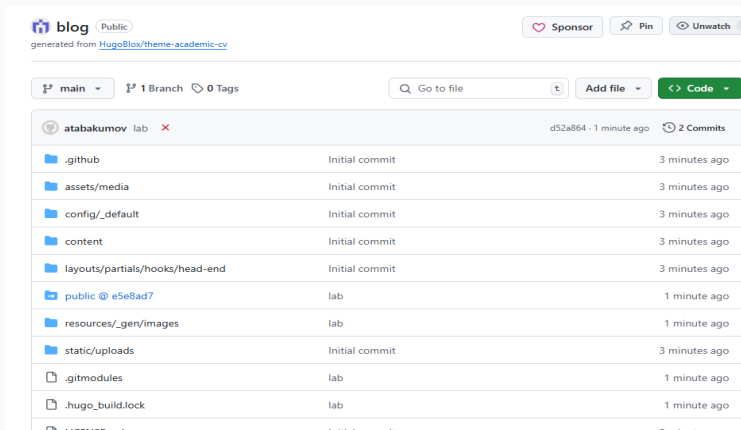 blog Public Sponsor Pin Unwatch
generated from HugoBlox/theme-academic-cv
main 1 Branch 0 Tags Go to file t Add file Code
atabakumov lab d52a864 · 1 minute ago 2 Commits
.github Initial commit 3 minutes ago
assets/media Initial commit 3 minutes ago
config/_default Initial commit 3 minutes ago
content Initial commit 3 minutes ago
layouts/partials/hooks/head-end Initial commit 3 minutes ago
public @ e5e8ad7 lab 1 minute ago
resources/_gen/images lab 1 minute ago
static/uploads Initial commit 3 minutes ago
.gitmodules lab 1 minute ago
.hugo_build.lock lab 1 minute ago